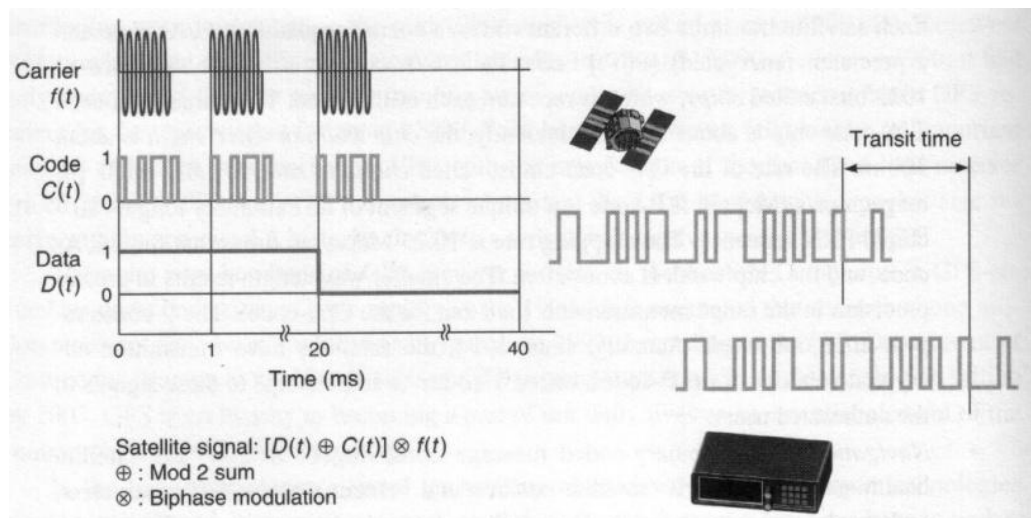 Carrier
f(t)
Code
C(t)
1
0
Data
D(t)
1
0
0
20
40
Time (ms)
Transit time
Satellite signal: [D(t) ⊕ C(t)] ⊗ f(t)
⊕ : Mod 2 sum
⊗ : Biphase modulation